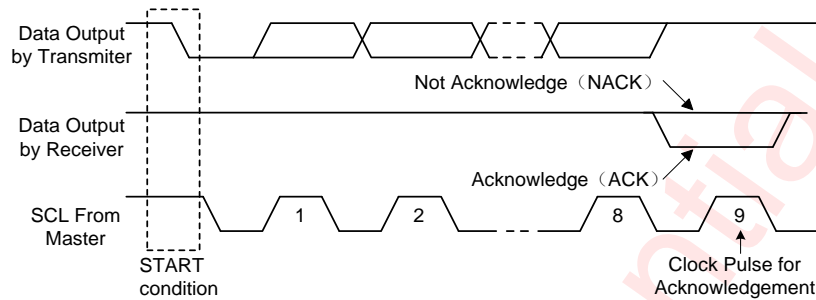 Data Output
by Transmiter
Not Acknowledge（NACK）
Data Output
by Receiver
Acknowledge（ACK）
SCL From
Master
1
2
8
9
START
condition
Clock Pulse for
Acknowledgement
ntial